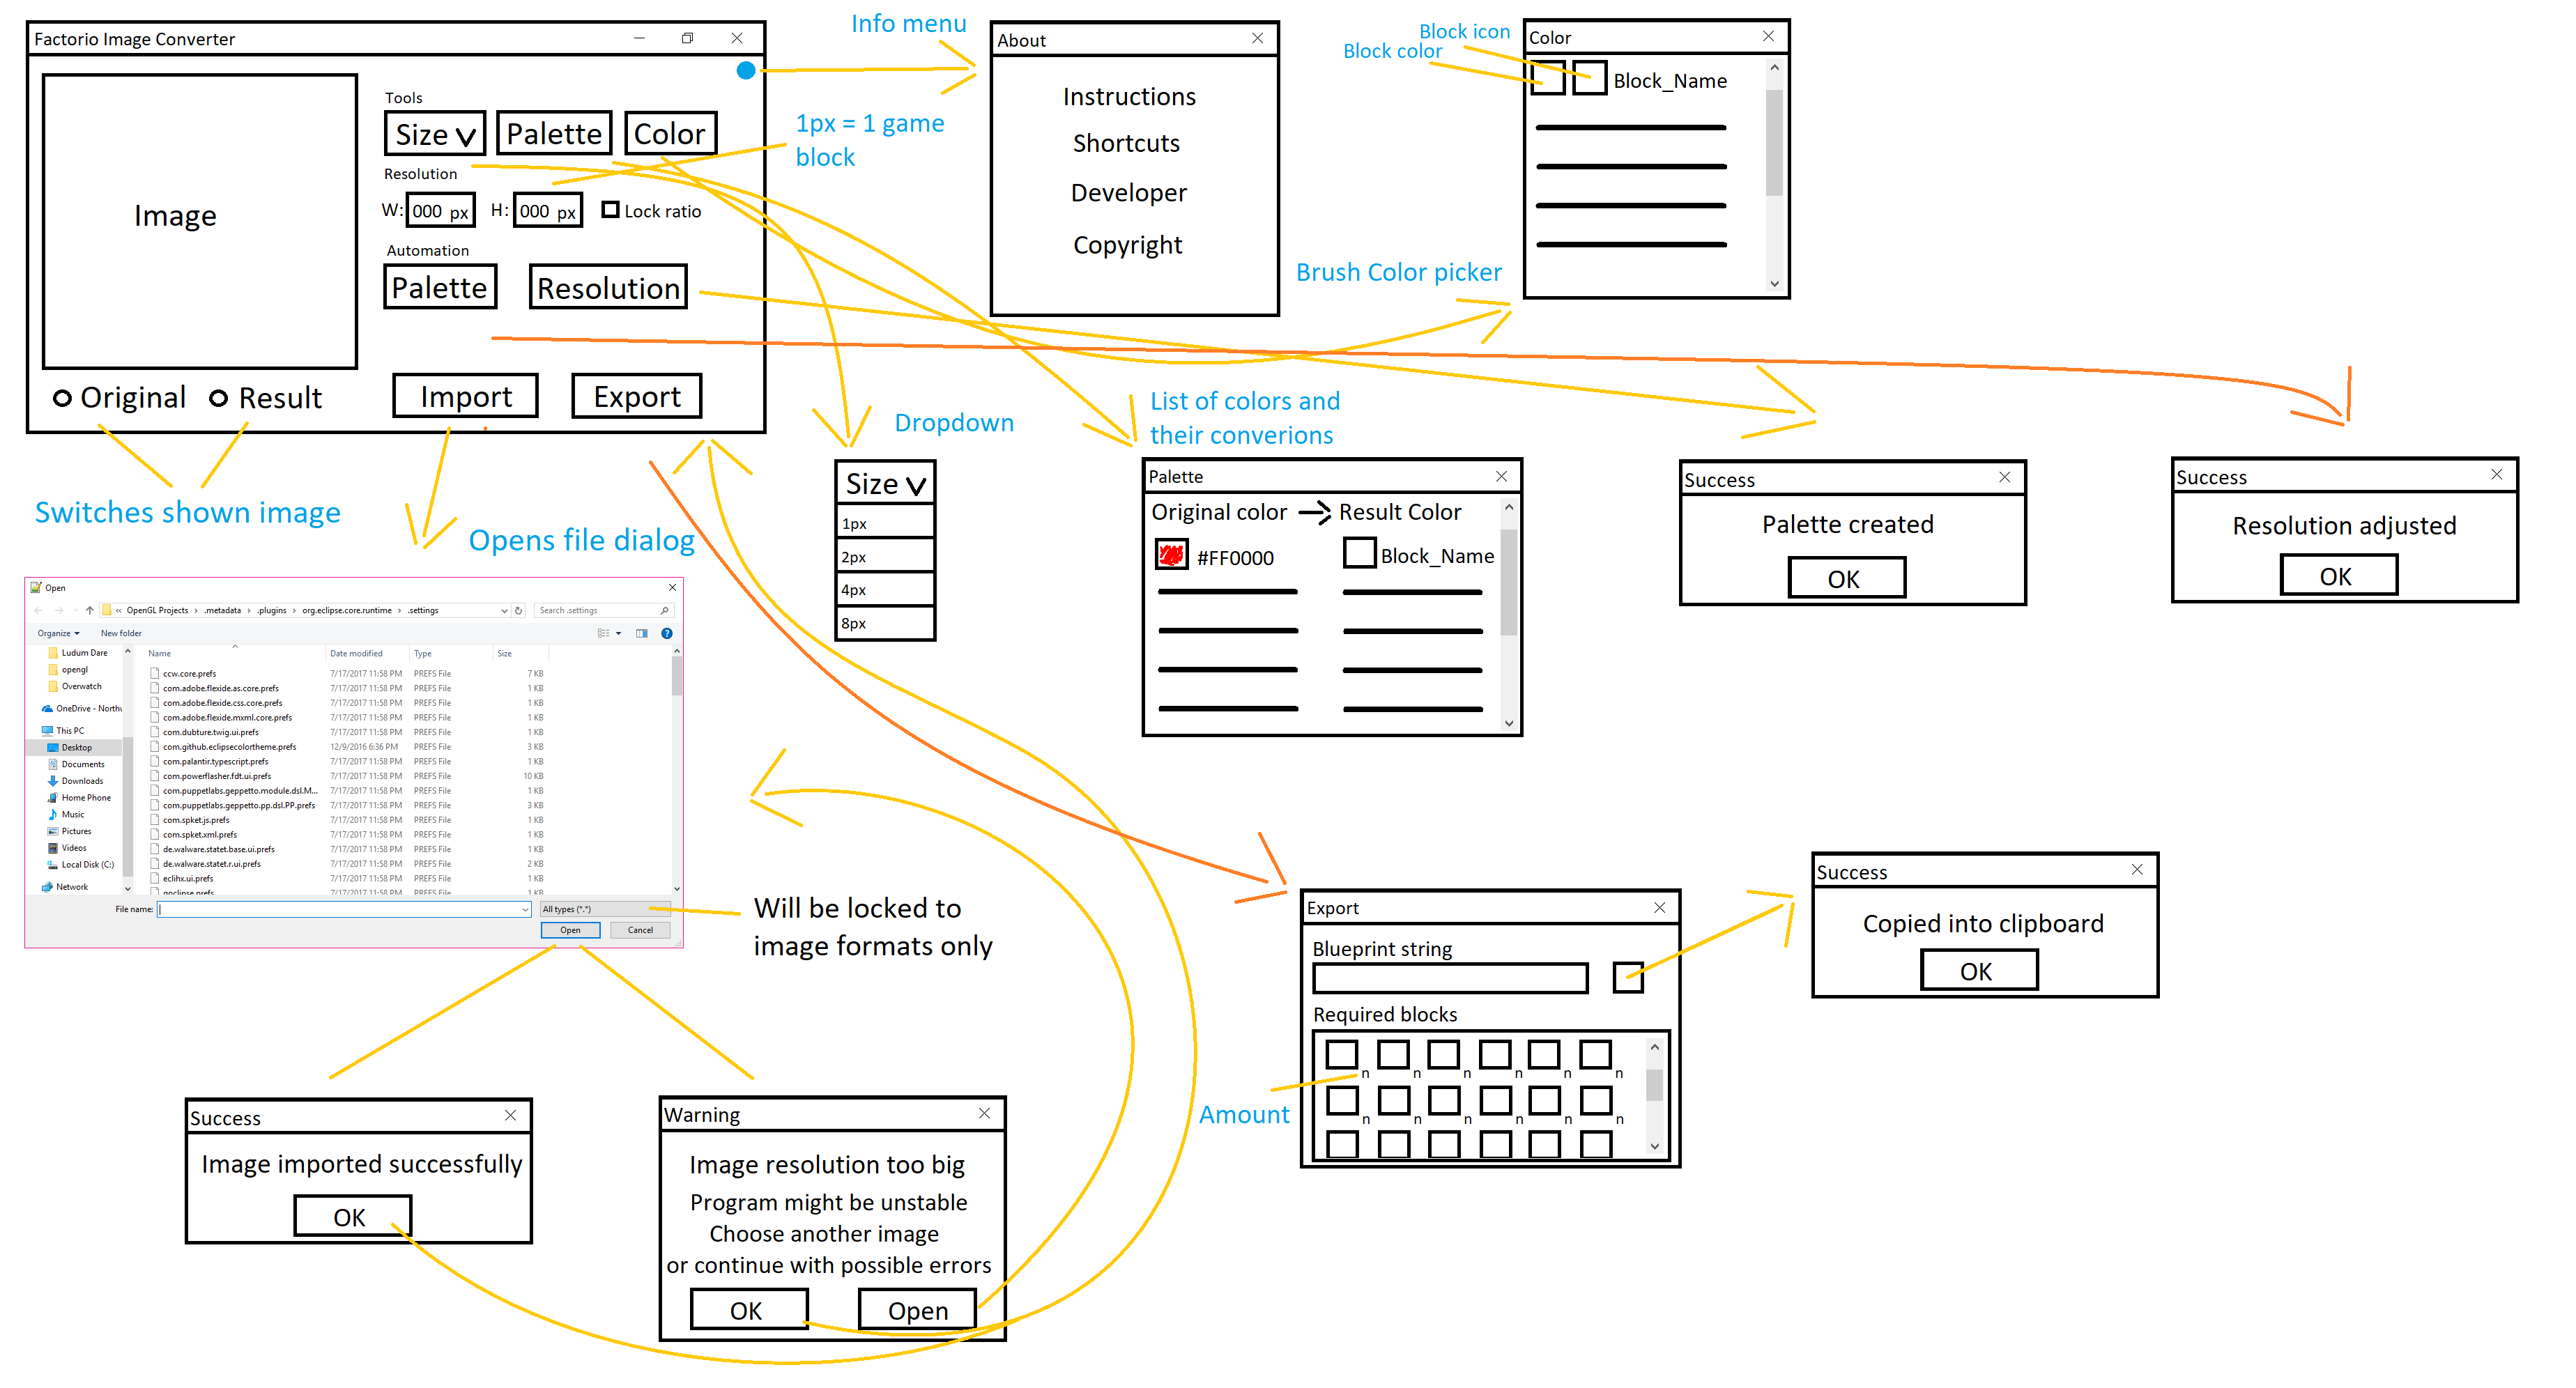 Factorio Image Converter
Image
Original
Result
Tools
Size
Palette
Color
Resolution
W:
000 px
H:
000 px
Lock ratio
Automation
Palette
Resolution
Import
Export
Switches shown image
Opens file dialog
Info menu
1px = 1 game
block
About
Instructions
Shortcuts
Developer
Copyright
Block icon
Block color
Color
Block_Name
Brush Color picker
Dropdown
Size
1px
2px
4px
8px
List of colors and
their converions
Palette
Original color
Result Color
#FF0000
Block_Name
Success
Palette created
OK
Success
Resolution adjusted
OK
Open
« OpenGL Projects › .metadata › .plugins › org.eclipse.core.runtime › .settings
Search .settings
Organize
New folder
Ludum Dare
opengl
Overwatch
OneDrive - North
This PC
Desktop
Documents
Downloads
Home Phone
Music
Pictures
Videos
Local Disk (C:)
Network
Name Date modified Type Size
ccw.core.prefs 7/17/2017 11:58 PM PREFS File 7 KB
com.adobe.flexide.as.core.prefs 7/17/2017 11:58 PM PREFS File 1 KB
com.adobe.flexide.css.core.prefs 7/17/2017 11:58 PM PREFS File 1 KB
com.adobe.flexide.mxml.core.prefs 7/17/2017 11:58 PM PREFS File 1 KB
com.dubture.twig.ui.prefs 7/17/2017 11:58 PM PREFS File 1 KB
com.github.eclipsecolortheme.prefs 12/9/2016 6:36 PM PREFS File 3 KB
com.palantir.typescript.prefs 7/17/2017 11:58 PM PREFS File 1 KB
com.powerflasher.fdt.ui.prefs 7/17/2017 11:58 PM PREFS File 10 KB
com.puppetlabs.geppetto.module.dsl.M... 7/17/2017 11:58 PM PREFS File 1 KB
com.puppetlabs.geppetto.pp.dsl.PP.prefs 7/17/2017 11:58 PM PREFS File 3 KB
com.spket.js.prefs 7/17/2017 11:58 PM PREFS File 1 KB
com.spket.xml.prefs 7/17/2017 11:58 PM PREFS File 1 KB
de.walware.statet.base.ui.prefs 7/17/2017 11:58 PM PREFS File 1 KB
de.walware.statet.r.ui.prefs 7/17/2017 11:58 PM PREFS File 2 KB
eclihx.ui.prefs 7/17/2017 11:58 PM PREFS File 1 KB
goclipse.prefs 7/17/2017 11:58 PM PREFS File 1 KB
File name:
All types (*.*)
Open
Cancel
Will be locked to
image formats only
Success
Image imported successfully
OK
Warning
Image resolution too big
Program might be unstable
Choose another image
or continue with possible errors
OK
Open
Export
Blueprint string
Required blocks
n n n n n n
n n n n n n
Amount
Success
Copied into clipboard
OK